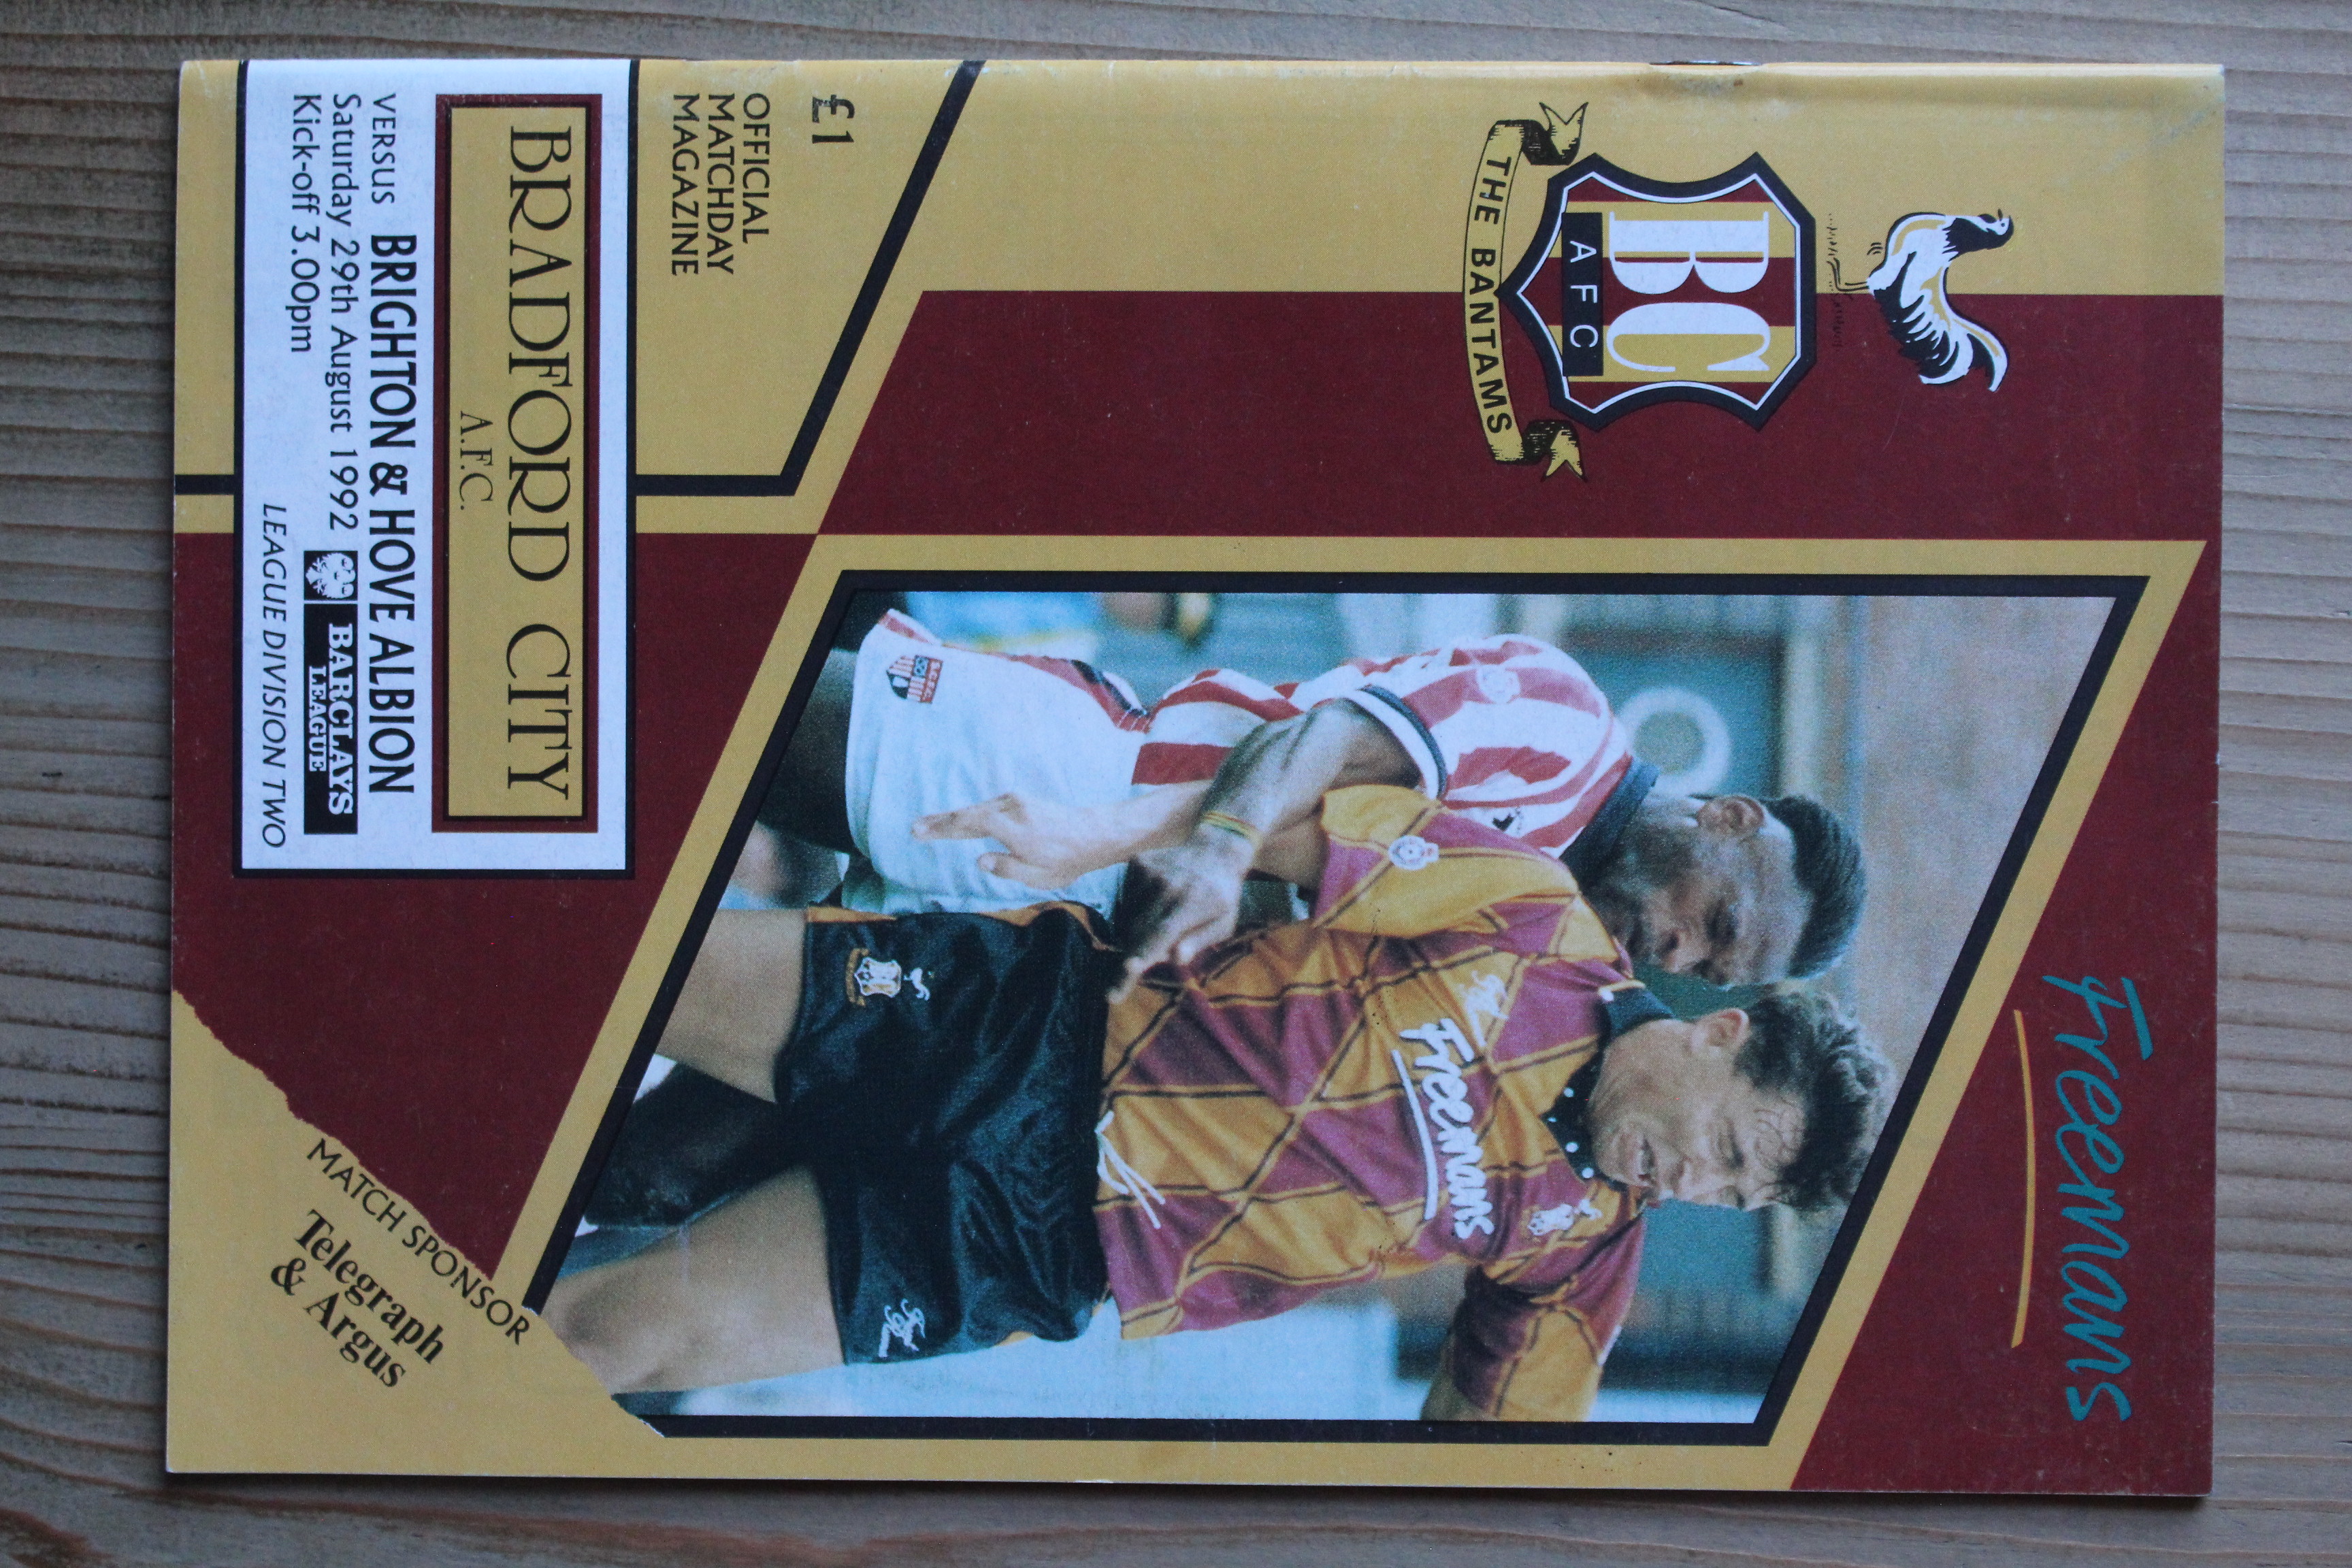 Freemans
BC
AFC
THE BANTAMS
Freemans
£1
OFFICIAL
MATCHDAY
MAGAZINE
BRADFORD CITY
A.F.C.
VERSUS BRIGHTON & HOVE ALBION
Saturday 29th August 1992
Kick-off 3.00pm
BARCLAYS
LEAGUE
LEAGUE DIVISION TWO
MATCH SPONSOR
Telegraph
& Argus